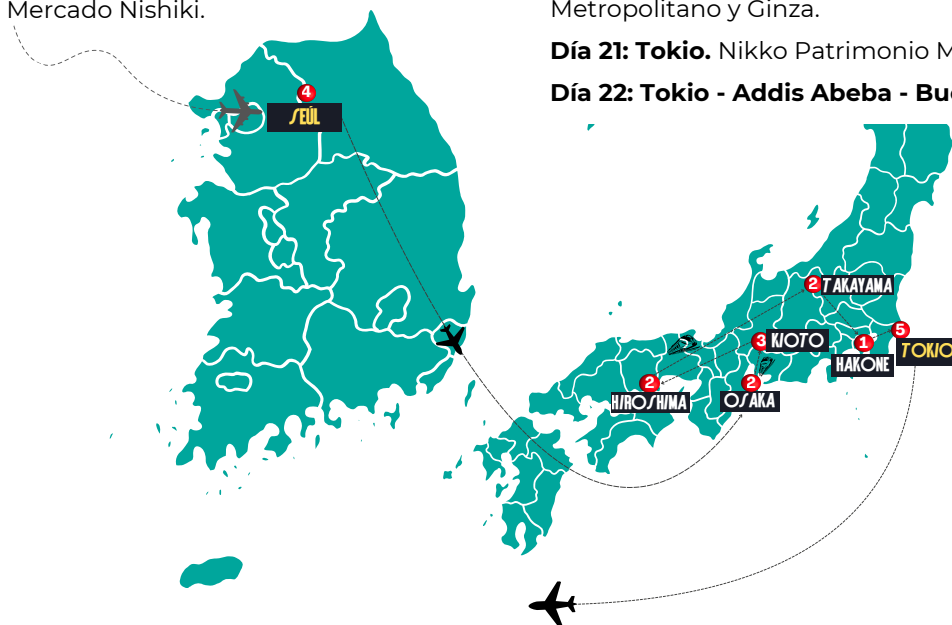 Mercado Nishiki.
Metropolitano y Ginza.
Día 21: Tokio. Nikko Patrimonio
Día 22: Tokio - Addis Abeba -
4
SEÚL
2
TAKAYAMA
5
TOKIO
3
KIOTO
1
HAKONE
2
HIROSHIMA
2
OSAKA